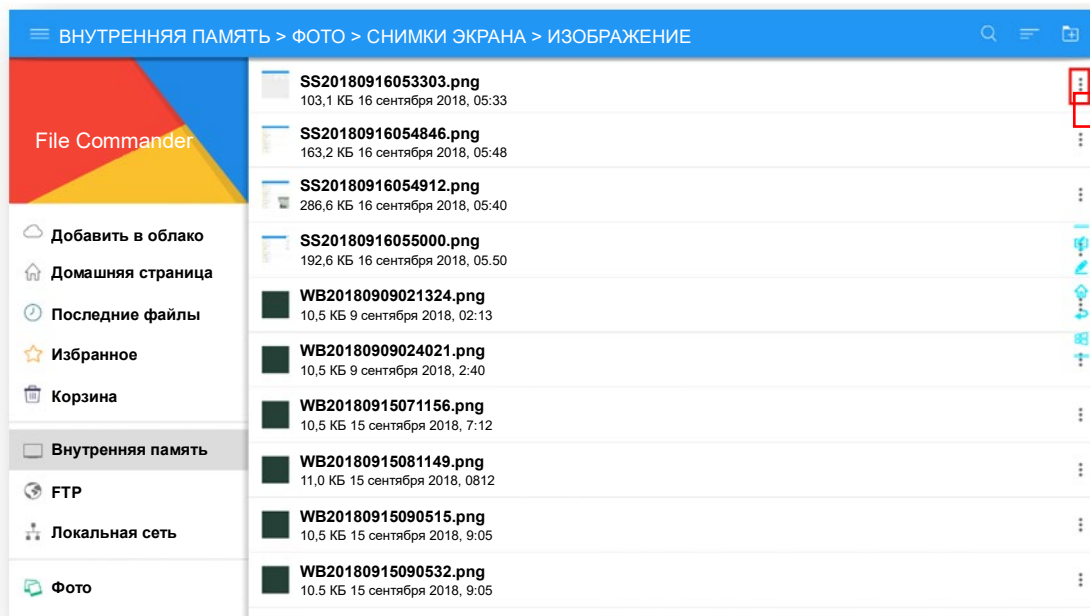 ВНУТРЕННЯЯ ПАМЯТЬ > ФОТО > СНИМКИ ЭКРАНА > ИЗОБРАЖЕНИЕ
File Commander
Добавить в облако
Домашняя страница
Последние файлы
Избранное
Корзина
Внутренняя память
FTP
Локальная сеть
Фото
SS20180916053303.png
103,1 КБ 16 сентября 2018, 05:33
SS20180916054846.png
163,2 КБ 16 сентября 2018, 05:48
SS20180916054912.png
286,6 КБ 16 сентября 2018, 05:40
SS20180916055000.png
192,6 КБ 16 сентября 2018, 05.50
WB20180909021324.png
10,5 КБ 9 сентября 2018, 02:13
WB20180909024021.png
10,5 КБ 9 сентября 2018, 2:40
WB20180915071156.png
10,5 КБ 15 сентября 2018, 7:12
WB20180915081149.png
11,0 КБ 15 сентября 2018, 0812
WB20180915090515.png
10,5 КБ 15 сентября 2018, 9:05
WB20180915090532.png
10.5 КБ 15 сентября 2018, 9:05